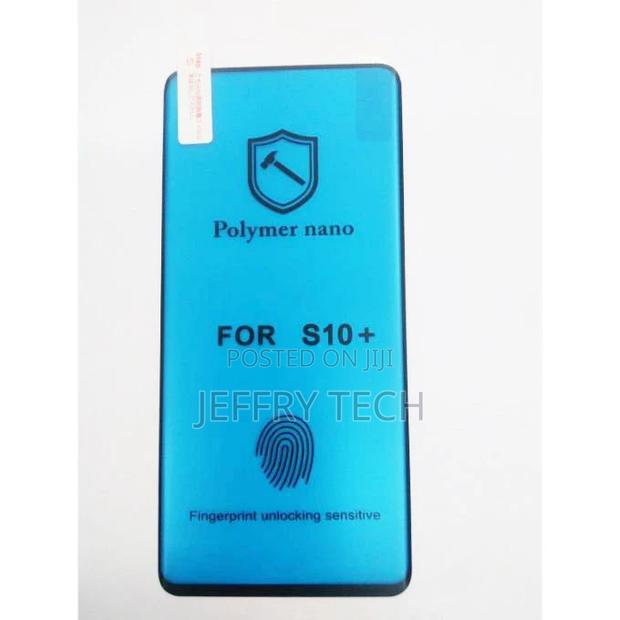 Polymer nano
FOR S10+
POSTED ON JIJI
JEFFRY TECH
Fingerprint unlocking sensitive